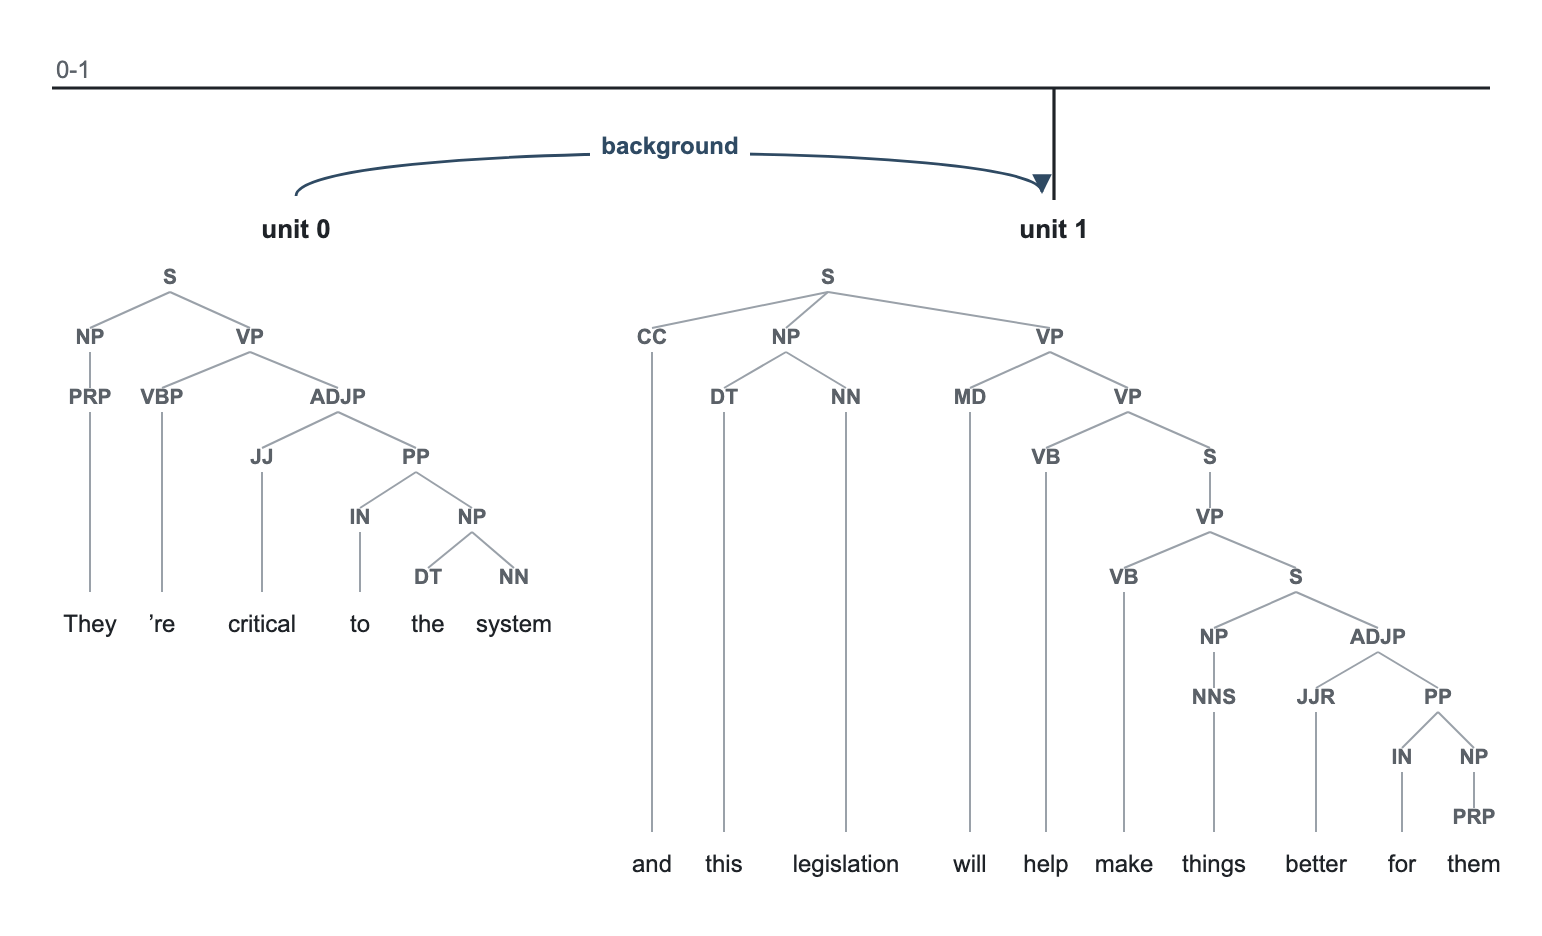 0-1
background
unit 0 unit 1
S S
NP VP CC NP VP
PRP VBP ADJP DT NN MD VP
JJ PP VB S
IN NP VP
DT NN VB S
They ’re critical to the system NP ADJP
NNS JJR PP
IN NP
PRP
and this legislation will help make things better for them